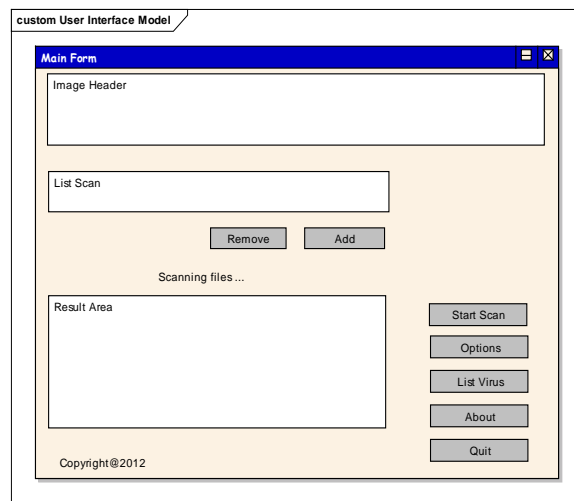 custom User Interface Model
Main Form
Image Header
List Scan
Remove
Add
Scanning files ...
Result Area
Start Scan
Options
List Virus
About
Quit
Copyright@2012